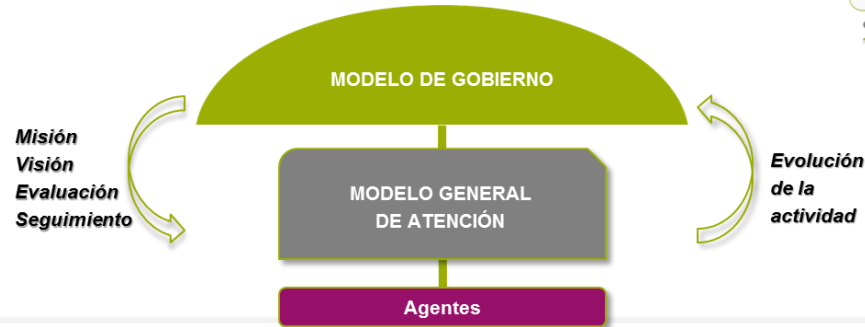 MODELO DE GOBIERNO
Misión
Visión
Evaluación
Seguimiento
MODELO GENERAL
DE ATENCIÓN
Evolución
de la
actividad
Agentes